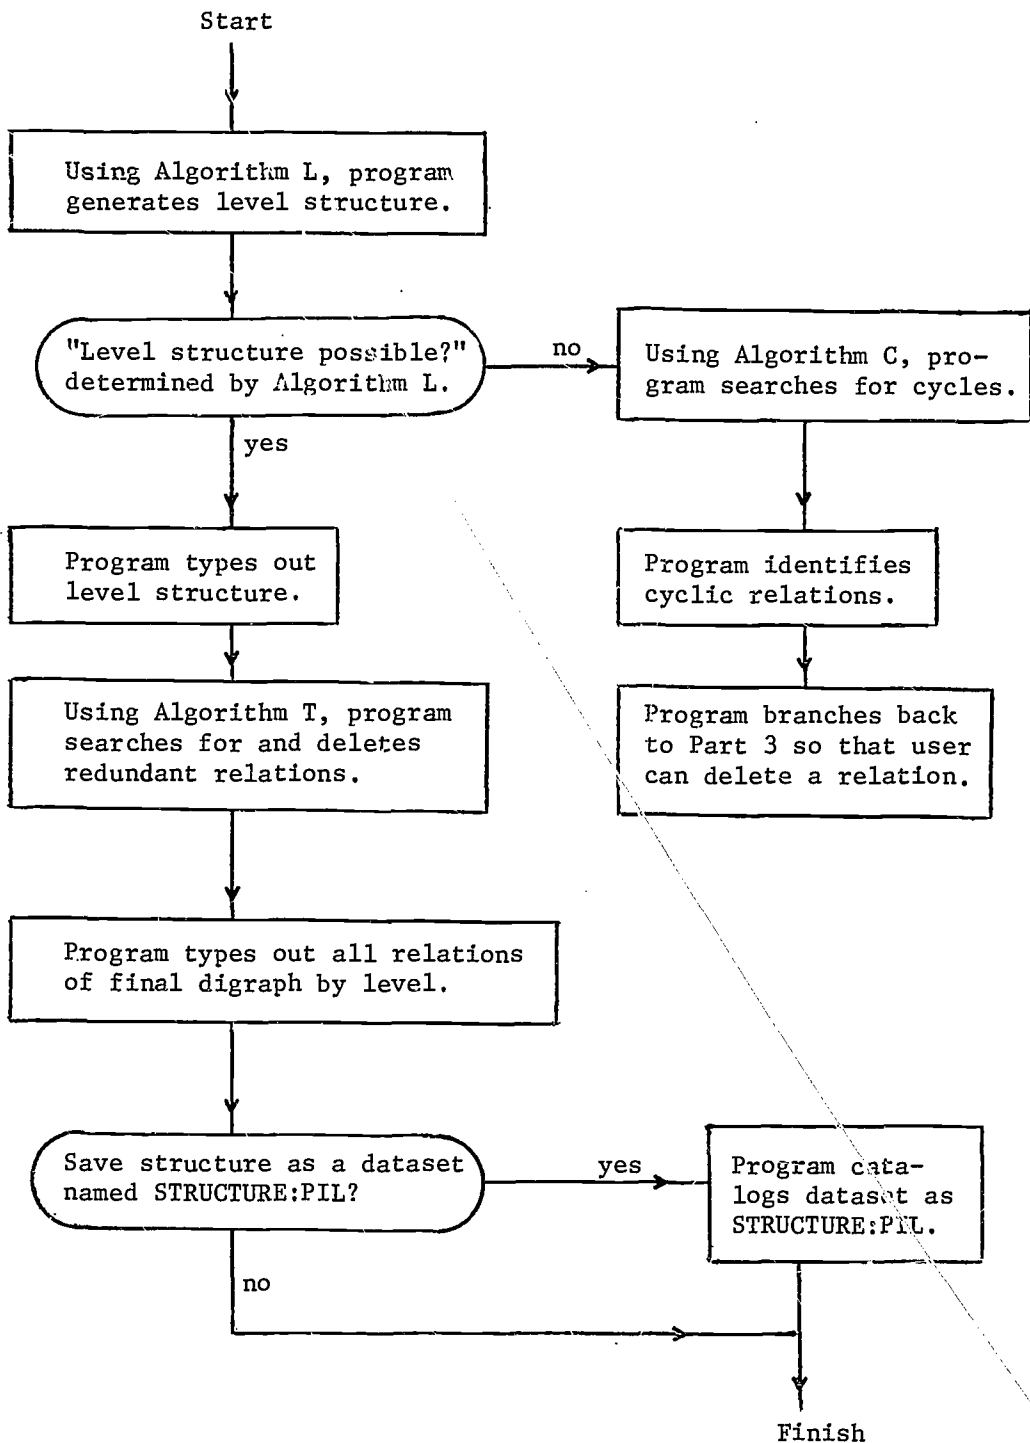 Start
Using Algorithm L, program
generates level structure.
"Level structure possible?"
determined by Algorithm L.
no
Using Algorithm C, pro-
gram searches for cycles.
yes
Program types out
level structure.
Program identifies
cyclic relations.
Using Algorithm T, program
searches for and deletes
redundant relations.
Program branches back
to Part 3 so that user
can delete a relation.
Program types out all relations
of final digraph by level.
Save structure as a dataset
named STRUCTURE:PIL?
yes
Program cata-
logs dataset as
STRUCTURE:PIL.
no
Finish